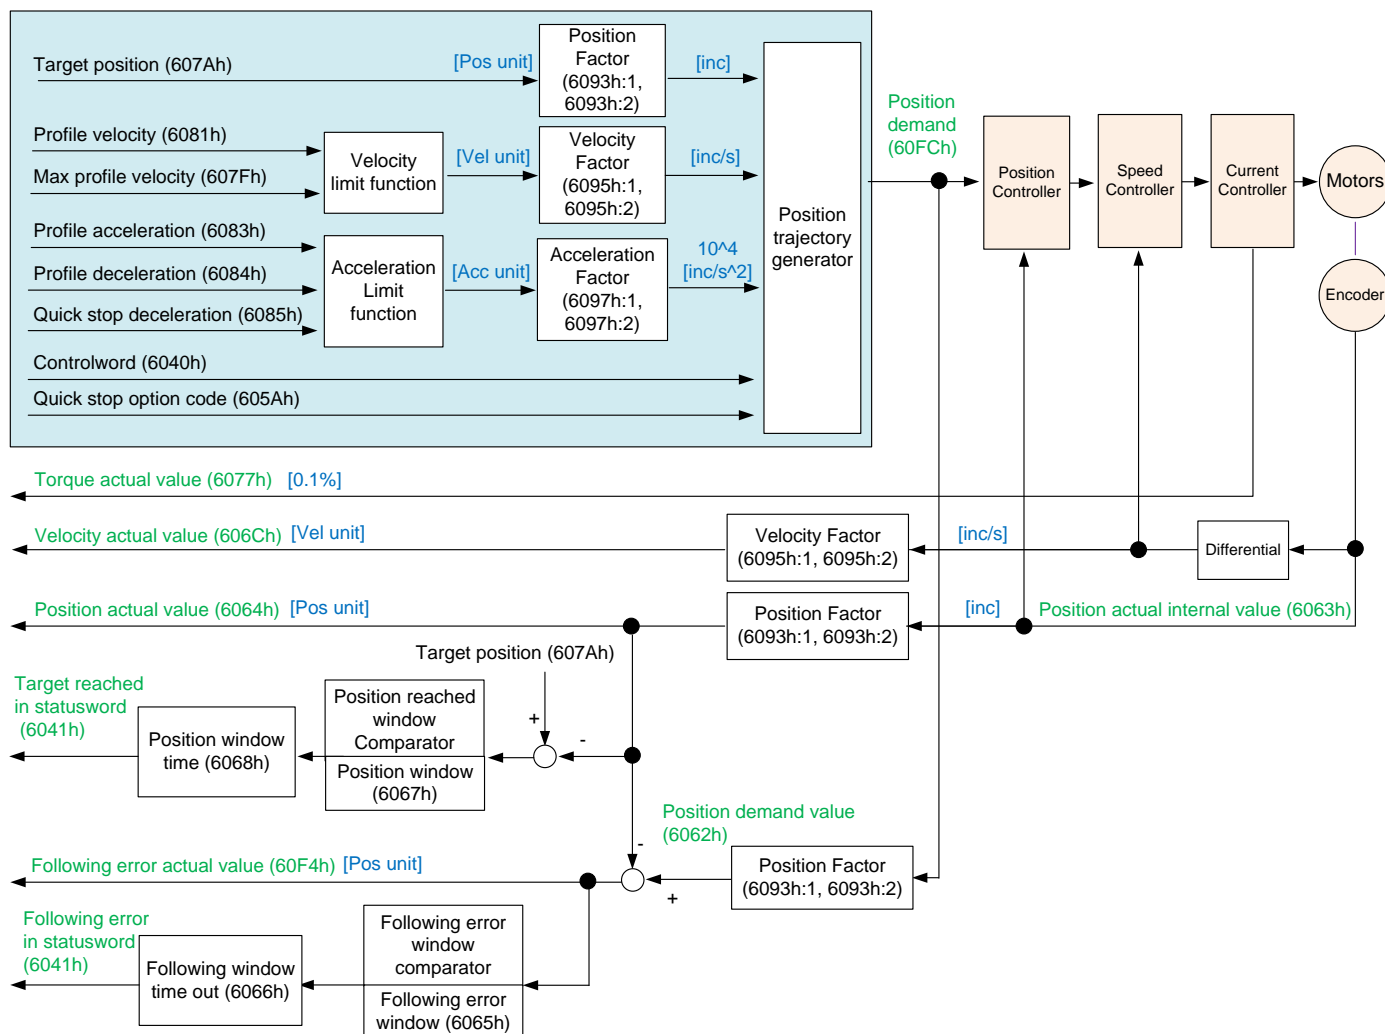 Target position (607Ah)
[Pos unit]
Position
Factor
(6093h:1,
6093h:2)
[inc]
Profile velocity (6081h)
Max profile velocity (607Fh)
Velocity
limit function
[Vel unit]
Velocity
Factor
(6095h:1,
6095h:2)
[inc/s]
Profile acceleration (6083h)
Profile deceleration (6084h)
Quick stop deceleration (6085h)
Acceleration
Limit
function
[Acc unit]
Acceleration
Factor
(6097h:1,
6097h:2)
10^4
[inc/s^2]
Controlword (6040h)
Quick stop option code (605Ah)
Position
trajectory
generator
Position
demand
(60FCh)
Position
Controller
Speed
Controller
Current
Controller
Motors
Encoder
Torque actual value (6077h) [0.1%]
Velocity actual value (606Ch) [Vel unit]
Velocity Factor
(6095h:1, 6095h:2)
[inc/s]
Differential
Position actual value (6064h) [Pos unit]
Position Factor
(6093h:1, 6093h:2)
[inc]
Position actual internal value (6063h)
Target position (607Ah)
+
-
Target reached
in statusword
(6041h)
Position window
time (6068h)
Position reached
window
Comparator
Position window
(6067h)
Position demand value
(6062h)
-
+
Position Factor
(6093h:1, 6093h:2)
Following error actual value (60F4h) [Pos unit]
Following error
in statusword
(6041h)
Following window
time out (6066h)
Following error
window
comparator
Following error
window (6065h)